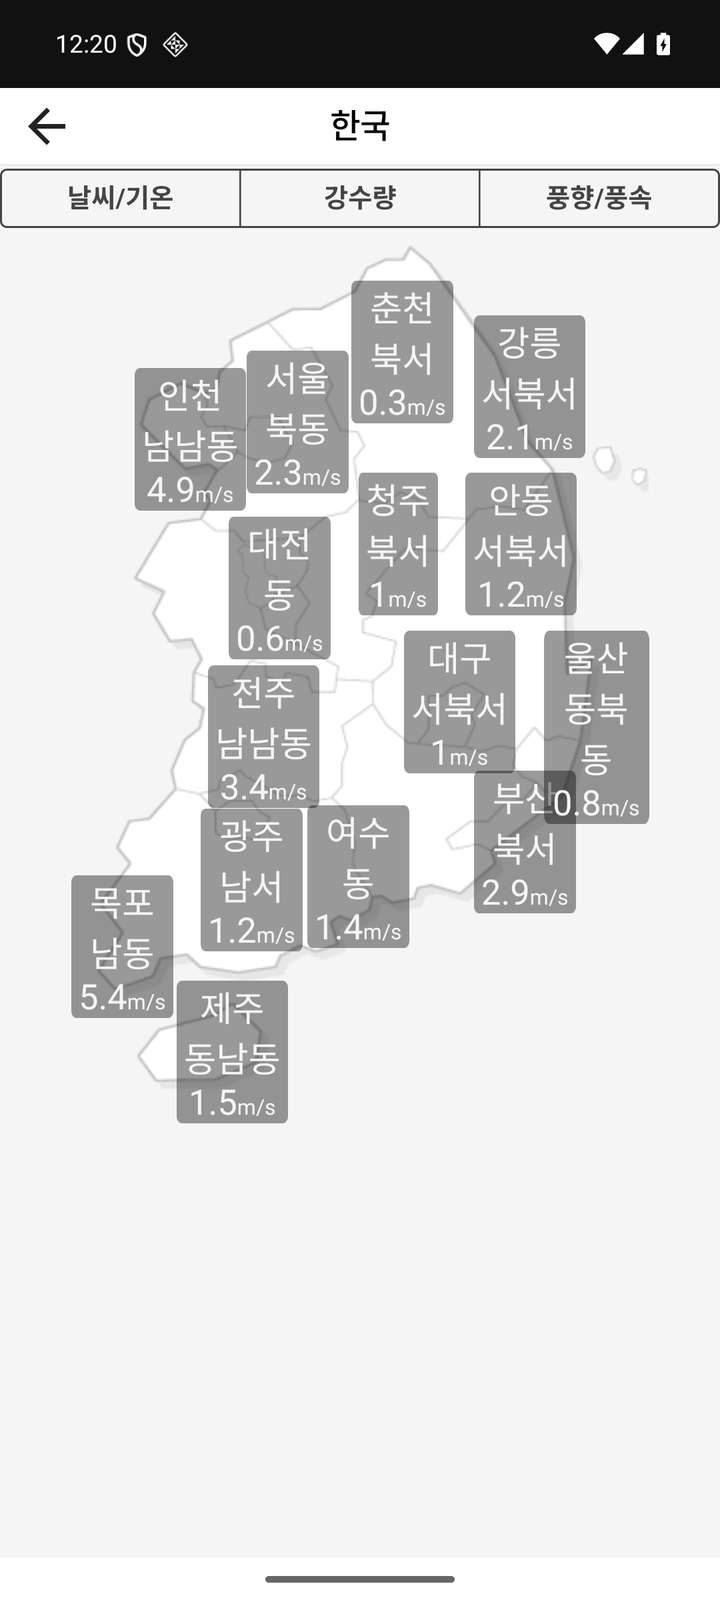 12:20
한국
날씨/기온
강수량
풍향/풍속
춘천
북서
0.3m/s
강릉
서북서
2.1m/s
서울
북동
2.3m/s
인천
남남동
4.9m/s
청주
북서
1m/s
안동
서북서
1.2m/s
대전
동
0.6m/s
대구
서북서
1m/s
울산
동북
동
0.8m/s
전주
남남동
3.4m/s
부산
북서
2.9m/s
광주
남서
1.2m/s
여수
동
1.4m/s
목포
남동
5.4m/s
제주
동남동
1.5m/s